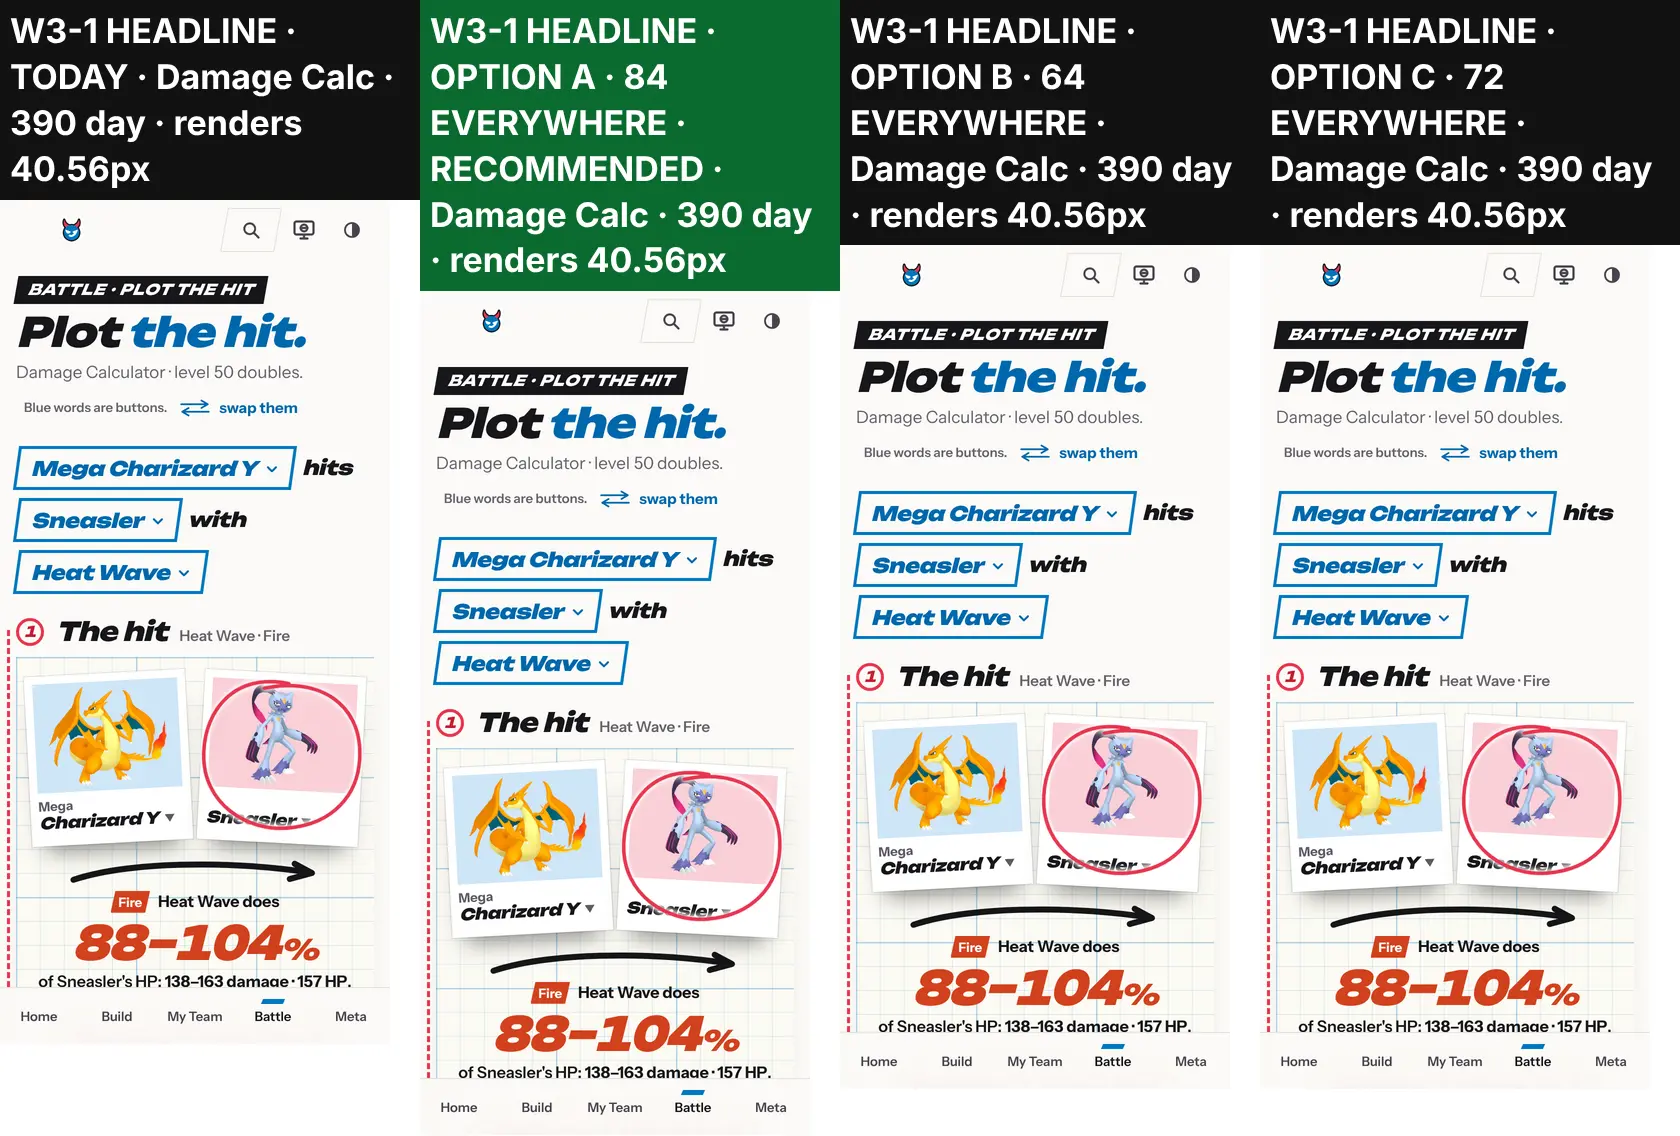 W3-1 HEADLINE ·
TODAY · Damage Calc ·
390 day · renders
40.56px
BATTLE · PLOT THE HIT
Plot the hit.
Damage Calculator · level 50 doubles.
Blue words are buttons. swap them
Mega Charizard Y hits
Sneasler with
Heat Wave
1 The hit Heat Wave · Fire
Mega
Charizard Y
Sneasler
Fire Heat Wave does
88–104%
of Sneasler's HP: 138–163 damage · 157 HP.
Home Build My Team Battle Meta
W3-1 HEADLINE ·
OPTION A · 84
EVERYWHERE ·
RECOMMENDED ·
Damage Calc · 390 day
· renders 40.56px
BATTLE · PLOT THE HIT
Plot the hit.
Damage Calculator · level 50 doubles.
Blue words are buttons. swap them
Mega Charizard Y hits
Sneasler with
Heat Wave
1 The hit Heat Wave · Fire
Mega
Charizard Y
Sneasler
Fire Heat Wave does
88–104%
of Sneasler's HP: 138–163 damage · 157 HP.
Home Build My Team Battle Meta
W3-1 HEADLINE ·
OPTION B · 64
EVERYWHERE ·
Damage Calc · 390 day
· renders 40.56px
BATTLE · PLOT THE HIT
Plot the hit.
Damage Calculator · level 50 doubles.
Blue words are buttons. swap them
Mega Charizard Y hits
Sneasler with
Heat Wave
1 The hit Heat Wave · Fire
Mega
Charizard Y
Sneasler
Fire Heat Wave does
88–104%
of Sneasler's HP: 138–163 damage · 157 HP.
Home Build My Team Battle Meta
W3-1 HEADLINE ·
OPTION C · 72
EVERYWHERE ·
Damage Calc · 390 day
· renders 40.56px
BATTLE · PLOT THE HIT
Plot the hit.
Damage Calculator · level 50 doubles.
Blue words are buttons. swap them
Mega Charizard Y hits
Sneasler with
Heat Wave
1 The hit Heat Wave · Fire
Mega
Charizard Y
Sneasler
Fire Heat Wave does
88–104%
of Sneasler's HP: 138–163 damage · 157 HP.
Home Build My Team Battle Meta